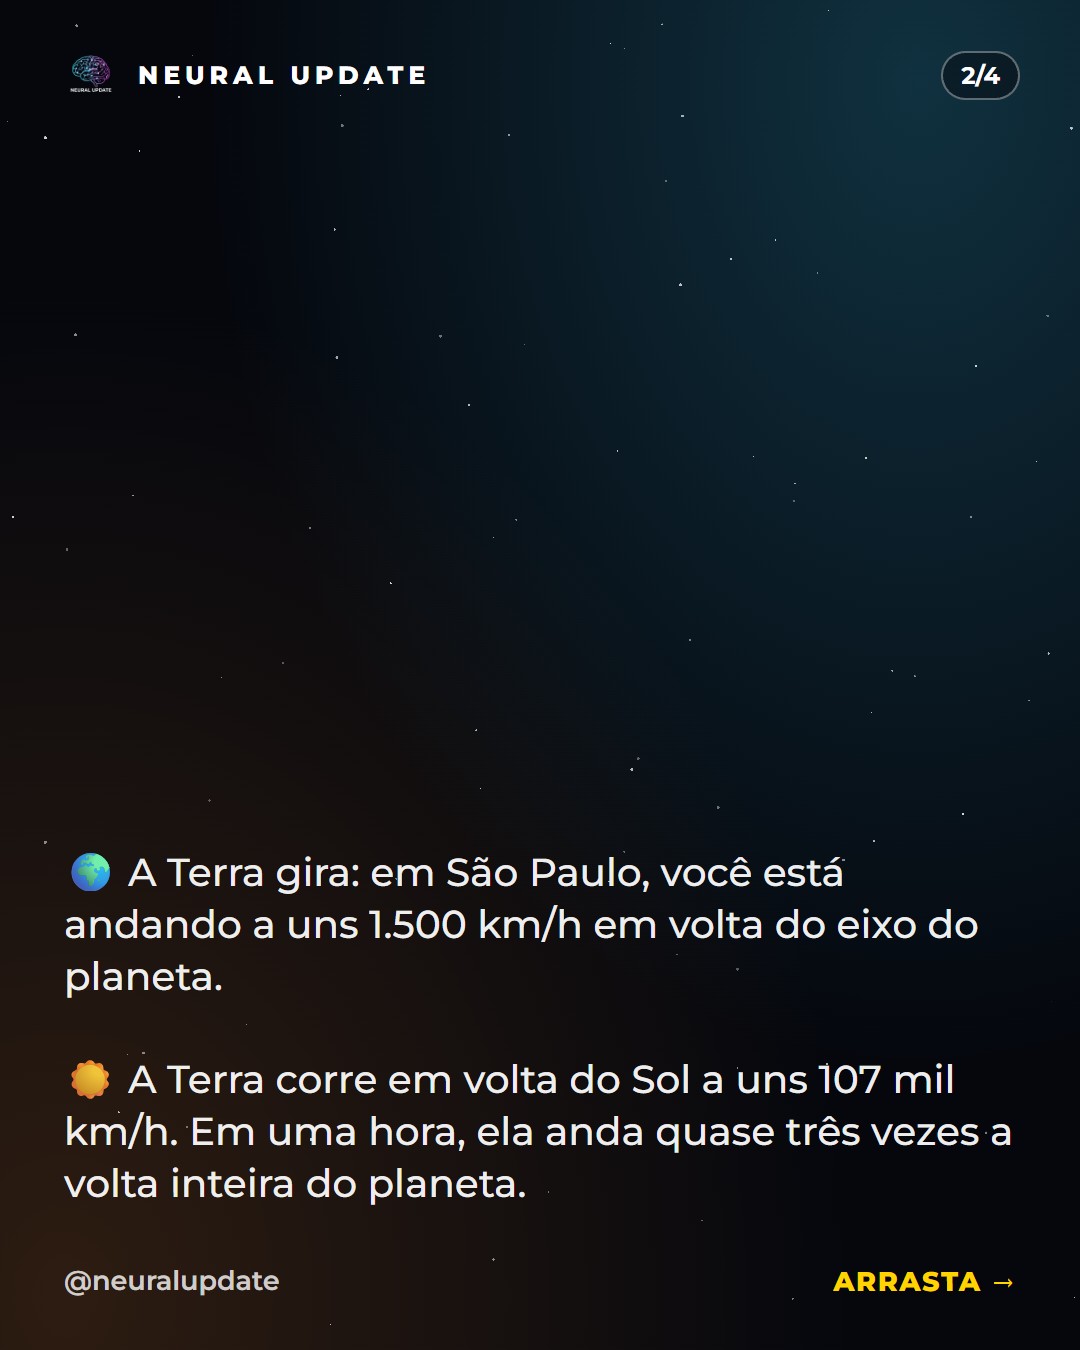 NEURAL UPDATE
NEURAL UPDATE
2/4
🌍 A Terra gira: em São Paulo, você está
andando a uns 1.500 km/h em volta do eixo do
planeta.
☀️ A Terra corre em volta do Sol a uns 107 mil
km/h. Em uma hora, ela anda quase três vezes a
volta inteira do planeta.
@neuralupdate
ARRASTA →